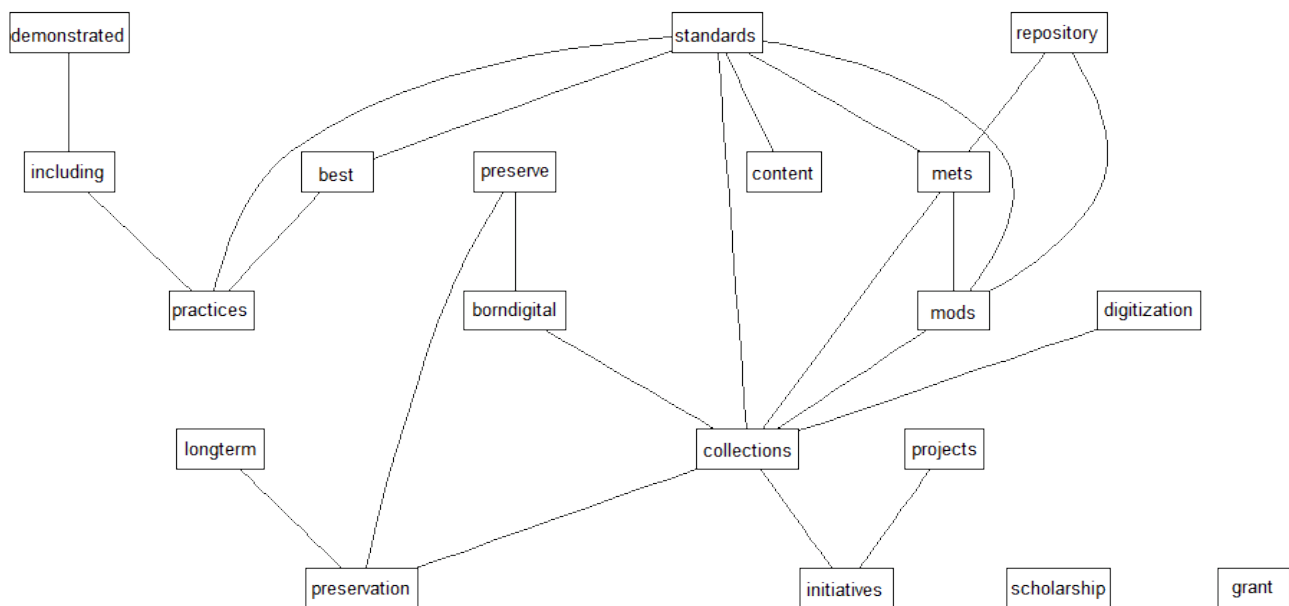 demonstrated
standards
repository
including
best
preserve
content
mets
practices
borndigital
mods
digitization
longterm
collections
projects
preservation
initiatives
scholarship
grant